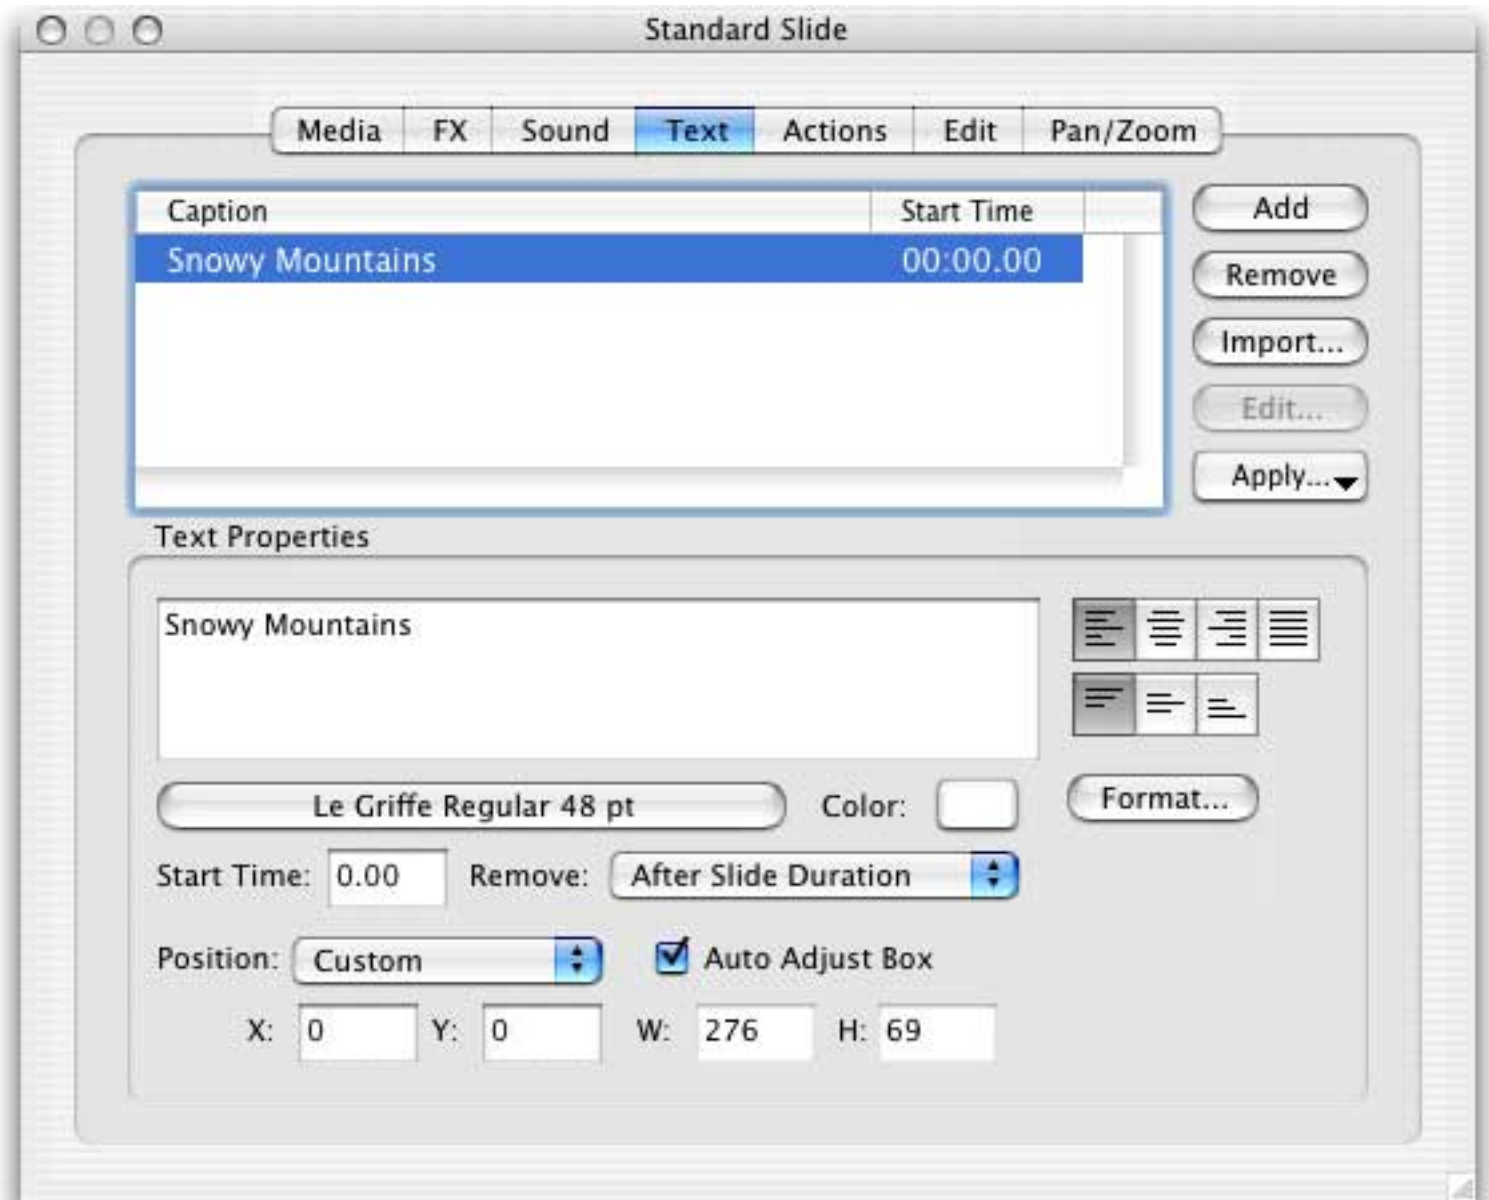 Standard Slide
Media FX Sound Text Actions Edit Pan/Zoom
Caption Start Time
Snowy Mountains 00:00.00
Add
Remove
Import...
Edit...
Apply...
Text Properties
Snowy Mountains
Le Griffe Regular 48 pt Color: Format...
Start Time: 0.00 Remove: After Slide Duration
Position: Custom Auto Adjust Box
X: 0 Y: 0 W: 276 H: 69